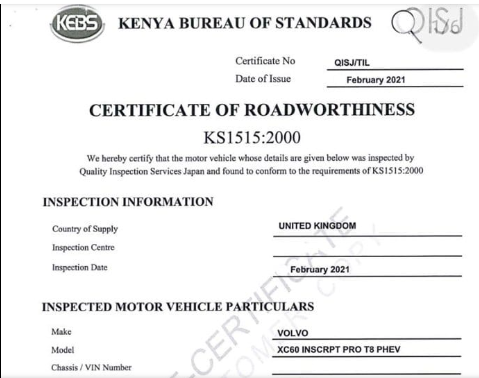 KEBS KENYA BUREAU OF STANDARDS QISJ
1/6
Certificate No QISJ/TIL
Date of Issue February 2021
CERTIFICATE OF ROADWORTHINESS
KS1515:2000
We hereby certify that the motor vehicle whose details are given below was inspected by
Quality Inspection Services Japan and found to conform to the requirements of KS1515:2000
INSPECTION INFORMATION
Country of Supply UNITED KINGDOM
Inspection Centre
Inspection Date February 2021
INSPECTED MOTOR VEHICLE PARTICULARS
Make VOLVO
Model XC60 INSCRPT PRO T8 PHEV
Chassis / VIN Number